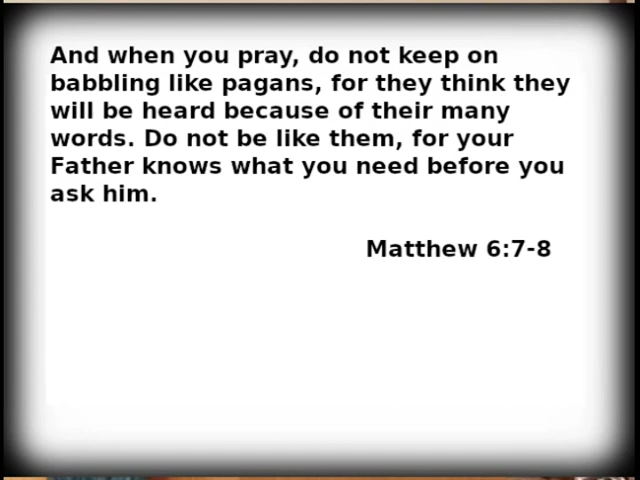 And when you pray, do not keep on
babbling like pagans, for they think they
will be heard because of their many
words. Do not be like them, for your
Father knows what you need before you
ask him.
Matthew 6:7-8